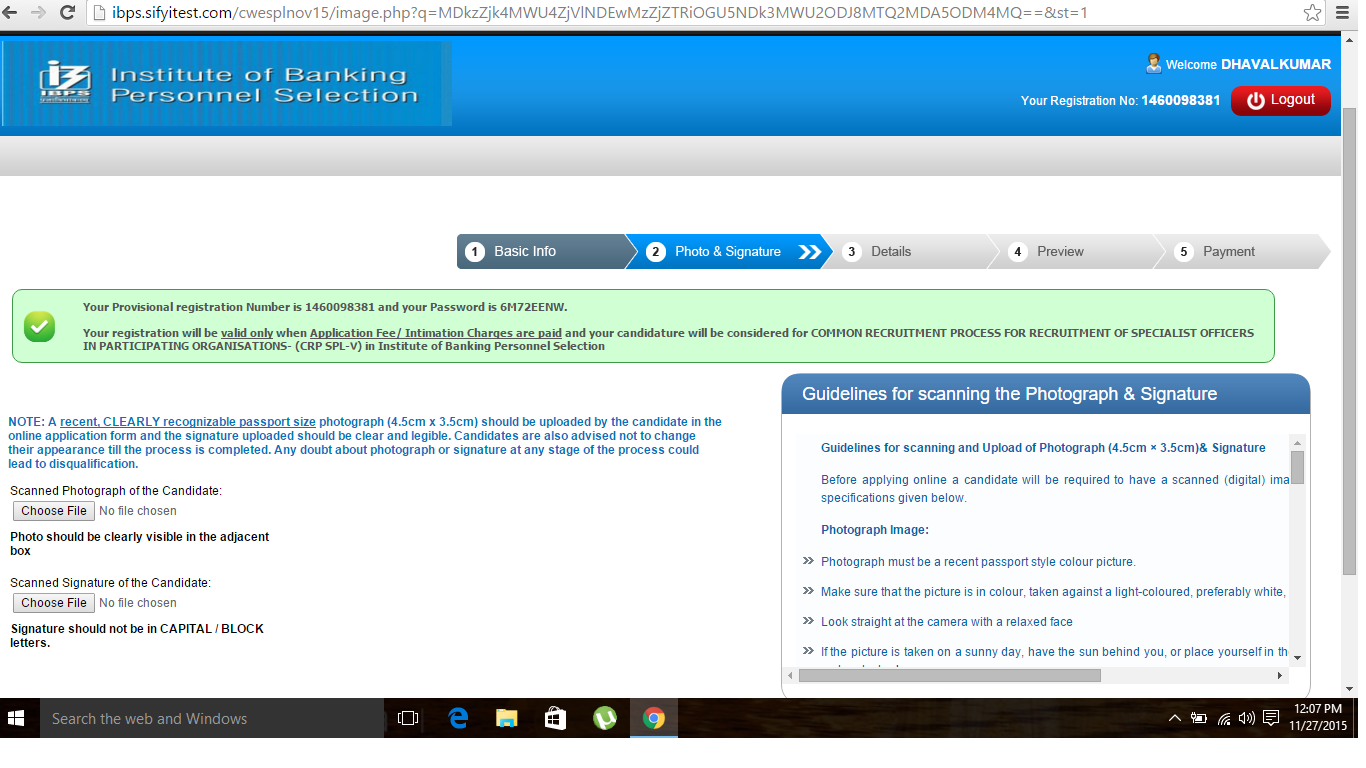 ibps.sifyitest.com/cwesplnov15/image.php?q=MDkzZjk4MWU4ZjVlNDEwMzZjZTRiOGU5NDk3MWU2ODJ8MTQ2MDA5ODM4MQ==&st=1
IBPS
Institute of Banking
Personnel Selection
Welcome DHAVALKUMAR
Your Registration No: 1460098381
Logout
1 Basic Info
2 Photo & Signature
3 Details
4 Preview
5 Payment
Your Provisional registration Number is 1460098381 and your Password is 6M72EENW.
Your registration will be valid only when Application Fee/ Intimation Charges are paid and your candidature will be considered for COMMON RECRUITMENT PROCESS FOR RECRUITMENT OF SPECIALIST OFFICERS
IN PARTICIPATING ORGANISATIONS- (CRP SPL-V) in Institute of Banking Personnel Selection
NOTE: A recent, CLEARLY recognizable passport size photograph (4.5cm x 3.5cm) should be uploaded by the candidate in the
online application form and the signature uploaded should be clear and legible. Candidates are also advised not to change
their appearance till the process is completed. Any doubt about photograph or signature at any stage of the process could
lead to disqualification.
Scanned Photograph of the Candidate:
Choose File No file chosen
Photo should be clearly visible in the adjacent
box
Scanned Signature of the Candidate:
Choose File No file chosen
Signature should not be in CAPITAL / BLOCK
letters.
Guidelines for scanning the Photograph & Signature
Guidelines for scanning and Upload of Photograph (4.5cm × 3.5cm)& Signature
Before applying online a candidate will be required to have a scanned (digital) ima
specifications given below.
Photograph Image:
Photograph must be a recent passport style colour picture.
Make sure that the picture is in colour, taken against a light-coloured, preferably white,
Look straight at the camera with a relaxed face
If the picture is taken on a sunny day, have the sun behind you, or place yourself in th
Search the web and Windows
12:07 PM
11/27/2015